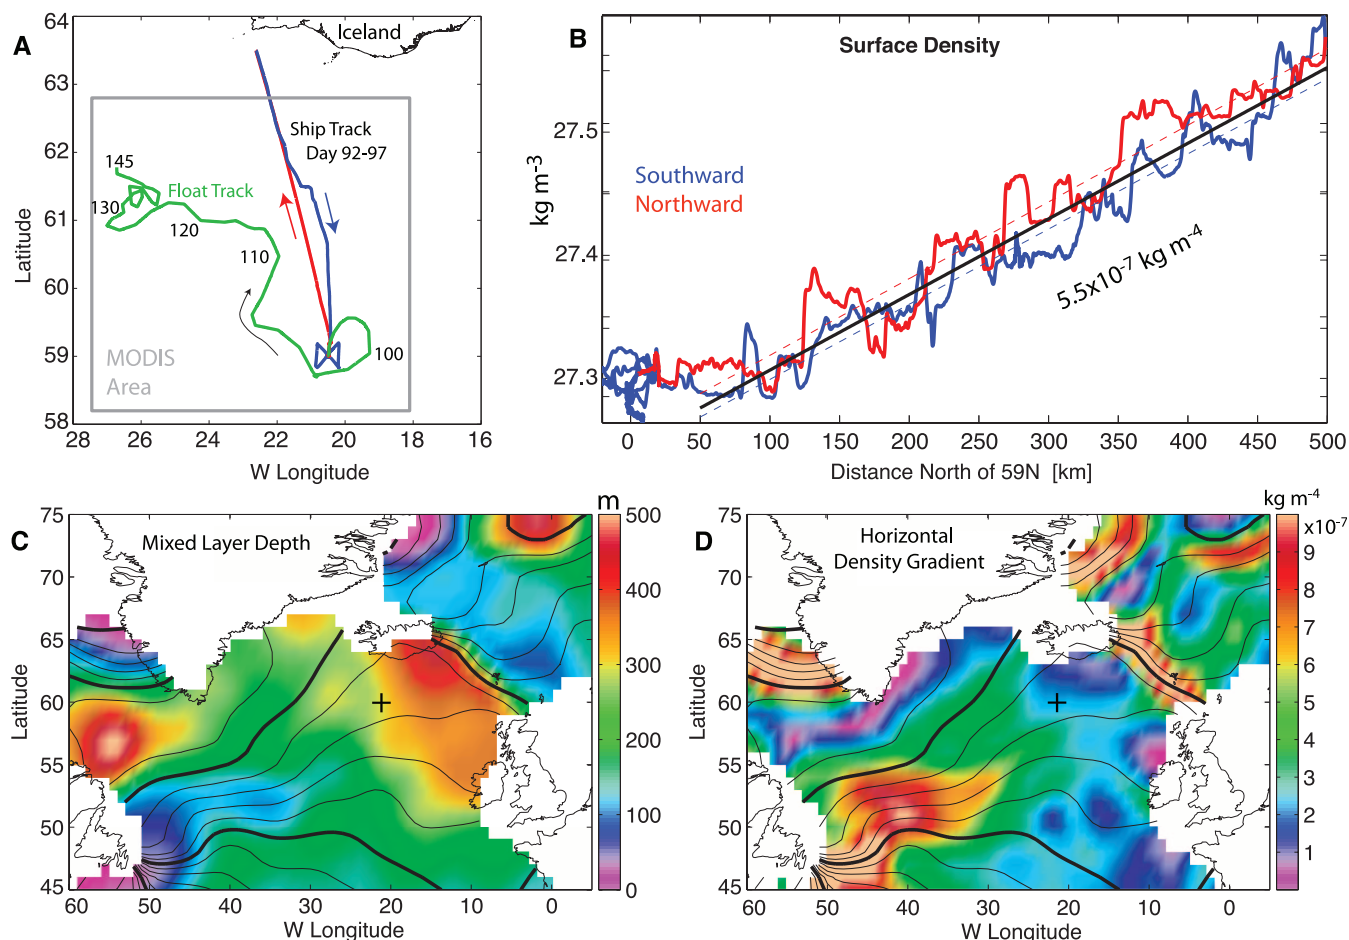 A
64
63
62
61
60
59
58
28
26
24
22
20
18
16
Latitude
W Longitude
Iceland
Ship Track
Day 92-97
Float Track
145
130
120
110
100
MODIS
Area
B
Surface Density
Southward
Northward
kg m-3
27.5
27.4
27.3
5.5x10-7 kg m-4
0
50
100
150
200
250
300
350
400
450
500
Distance North of 59N [km]
C
Mixed Layer Depth
75
70
65
60
55
50
45
Latitude
60
50
40
30
20
10
0
W Longitude
m
500
400
300
200
100
0
D
Horizontal
Density Gradient
75
70
65
60
55
50
45
Latitude
60
50
40
30
20
10
0
W Longitude
kg m-4
x10-7
9
8
7
6
5
4
3
2
1